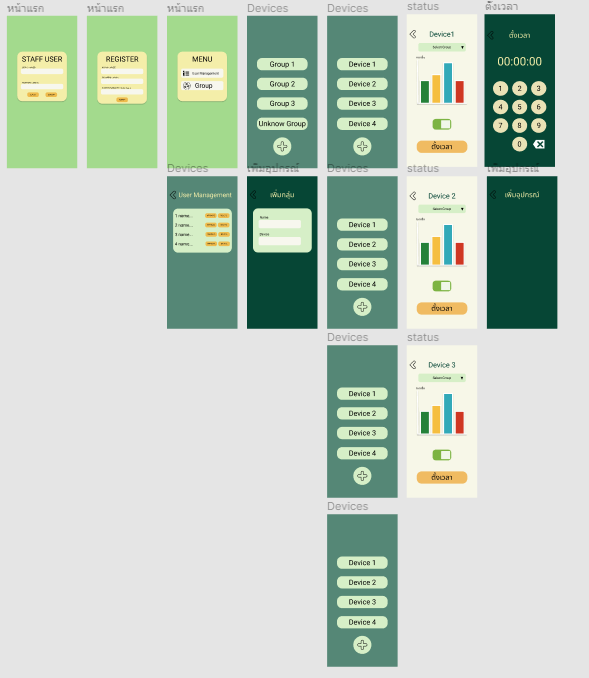 หน้าแรก
หน้าแรก
หน้าแรก
Devices
Devices
status
ตั้งเวลา
STAFF USER
REGISTER
MENU
User Management
Group
Group 1
Group 2
Group 3
Unknow Group
Device 1
Device 2
Device 3
Device 4
Device1
Select Group
ตั้งเวลา
ตั้งเวลา
00:00:00
1 2 3
4 5 6
7 8 9
0
Devices
เพิ่มอุปกรณ์
Devices
status
เพิ่มอุปกรณ์
User Management
1 name...
2 name...
3 name...
4 name...
เพิ่มกลุ่ม
Name
Device 1
Device 2
Device 3
Device 4
Device 2
Select Group
ตั้งเวลา
เพิ่มอุปกรณ์
Devices
status
Device 1
Device 2
Device 3
Device 4
Device 3
Select Group
ตั้งเวลา
Devices
Device 1
Device 2
Device 3
Device 4